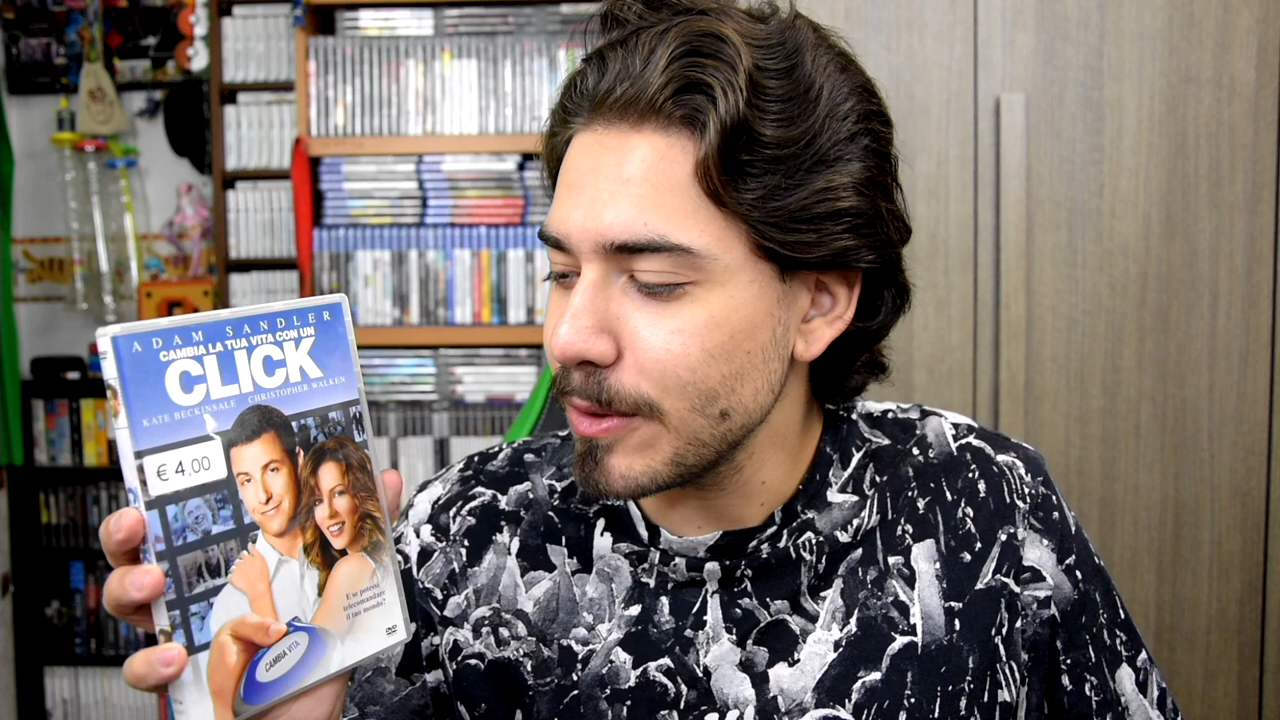 ADAM SANDLER
CAMBIA LA TUA VITA CON UN
CLICK
KATE BECKINSALE CHRISTOPHER WALKEN
€ 4,00
E se potessi
telecomandare
il tuo mondo?
CAMBIA VITA
DVD